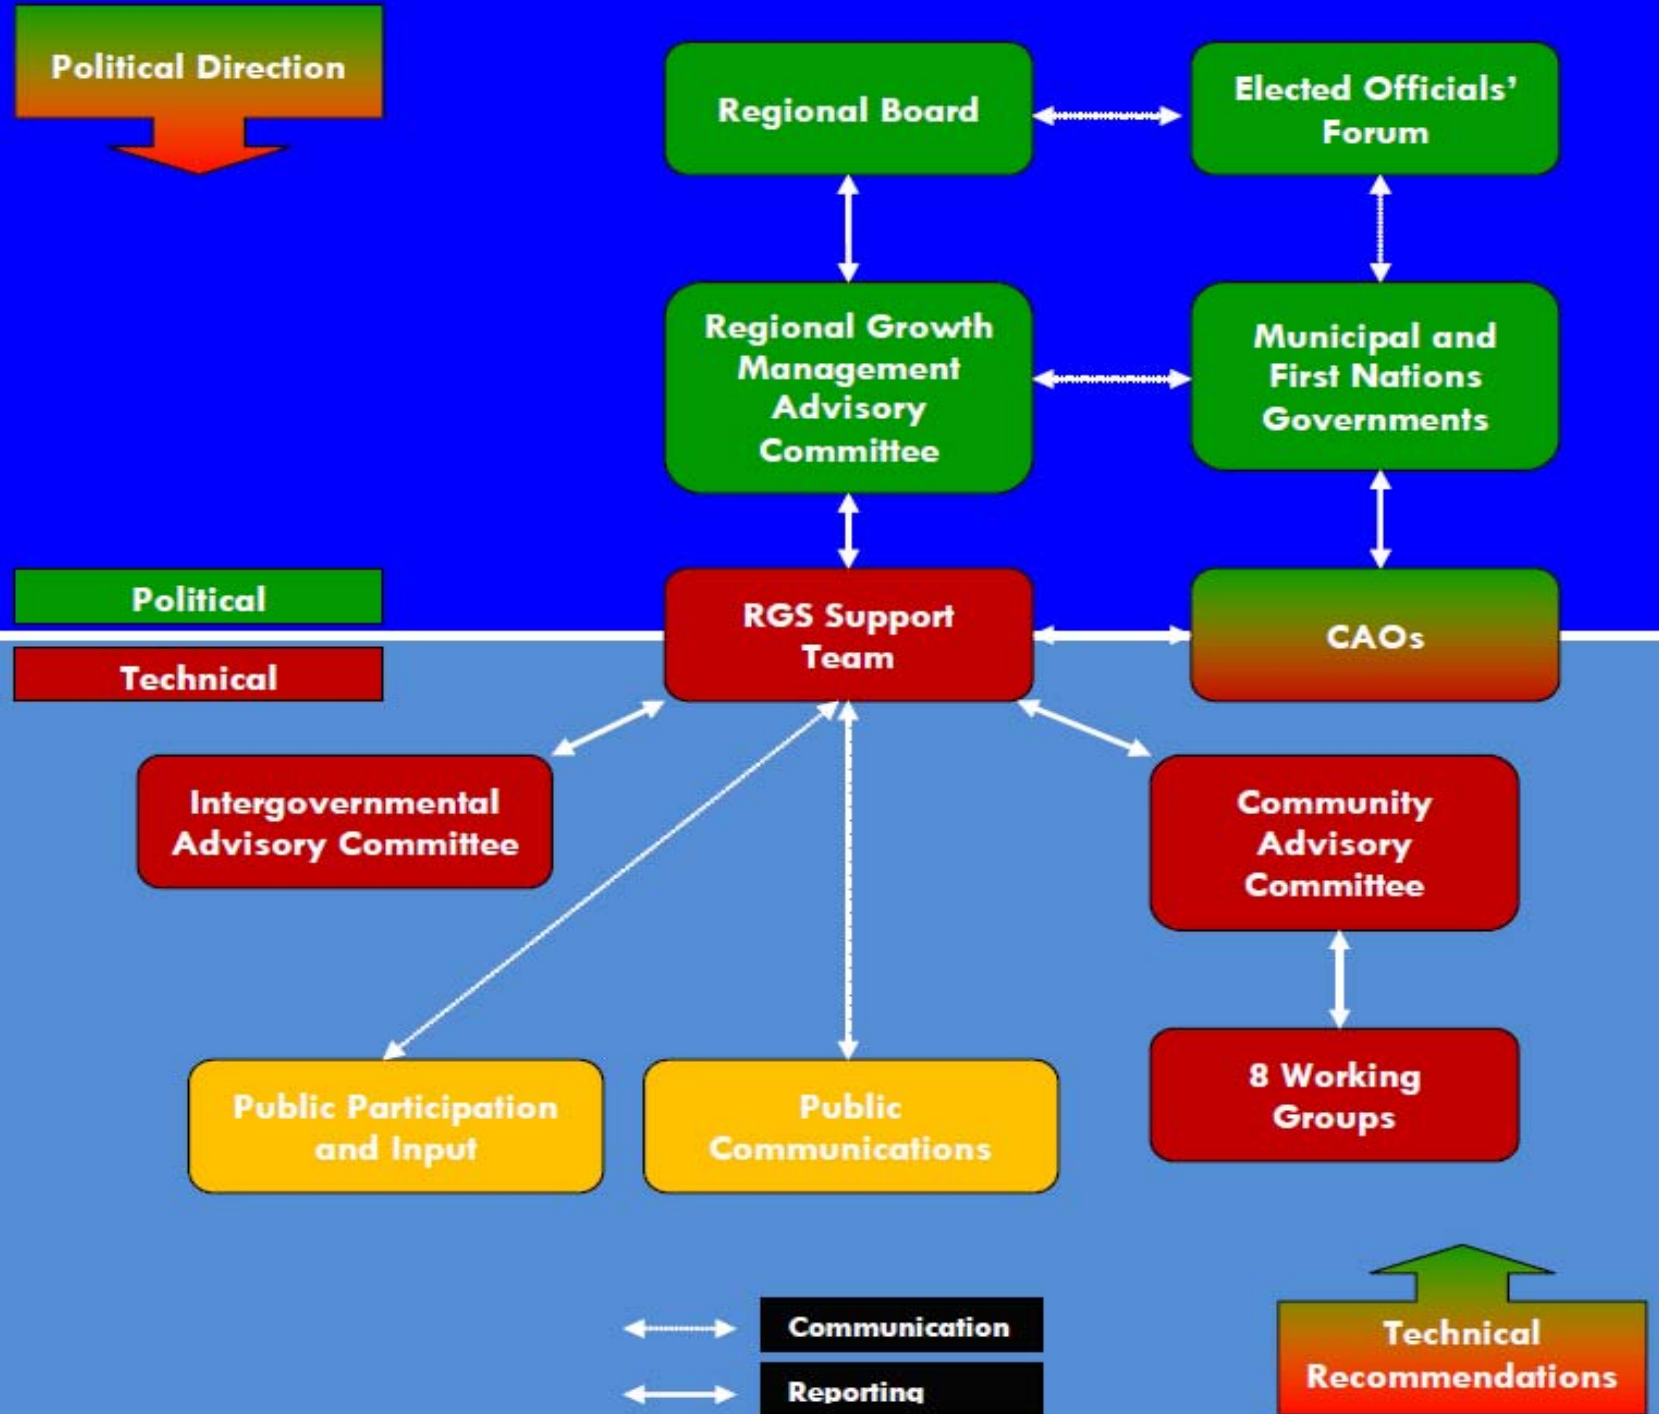 Political Direction
Regional Board
Elected Officials’
Forum
Regional Growth
Management
Advisory
Committee
Municipal and
First Nations
Governments
Political
Technical
RGS Support
Team
CAOs
Intergovernmental
Advisory Committee
Community
Advisory
Committee
Public Participation
and Input
Public
Communications
8 Working
Groups
Communication
Reporting
Technical
Recommendations